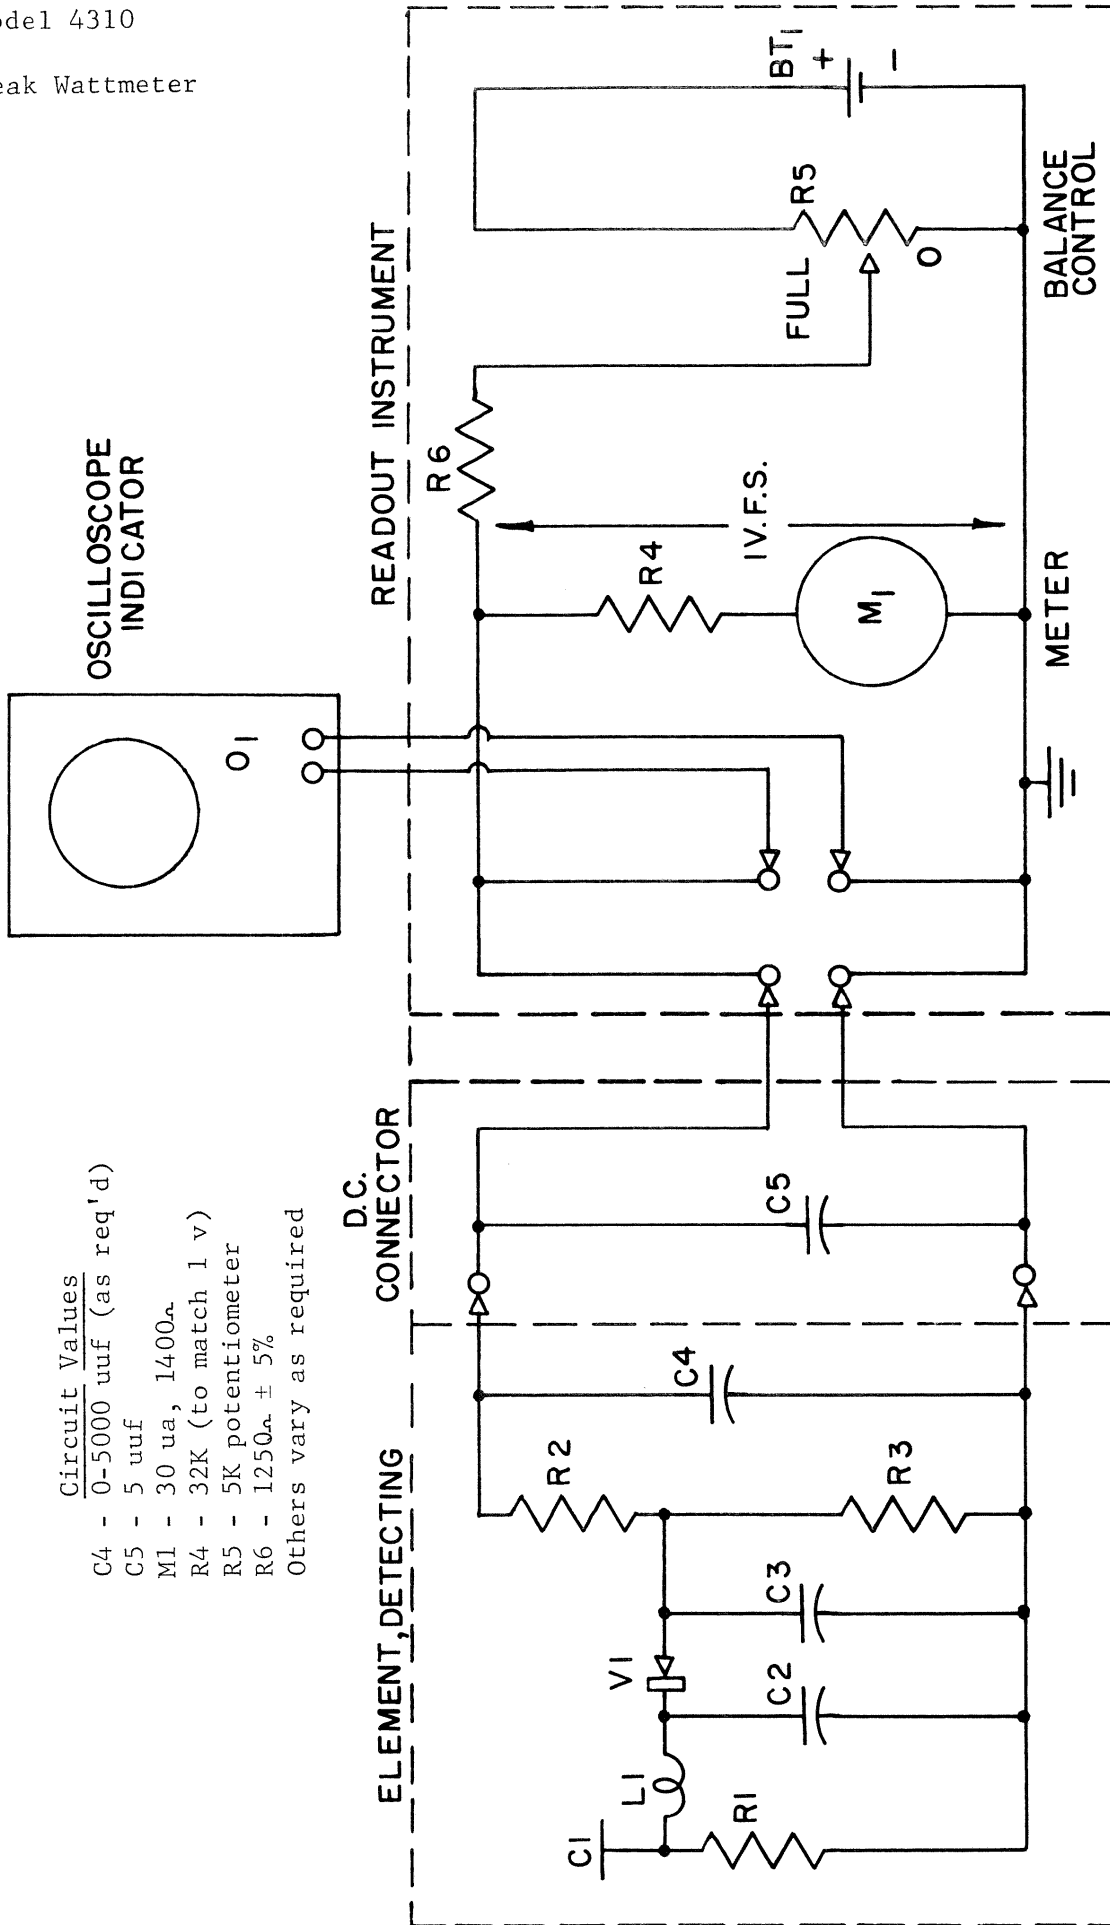 odel 4310
eak Wattmeter
OSCILLOSCOPE
INDICATOR
O1
READOUT INSTRUMENT
BT1
+
-
R5
FULL
O
BALANCE
CONTROL
R6
1V.F.S.
R4
M1
METER
Circuit Values
C4 - 0-5000 uuf (as req'd)
C5 - 5 uuf
M1 - 30 ua, 1400Ω
R4 - 32K (to match 1 v)
R5 - 5K potentiometer
R6 - 1250Ω ± 5%
Others vary as required
D.C.
CONNECTOR
C5
ELEMENT, DETECTING
C4
R2
R3
C3
V1
C2
L1
R1
C1